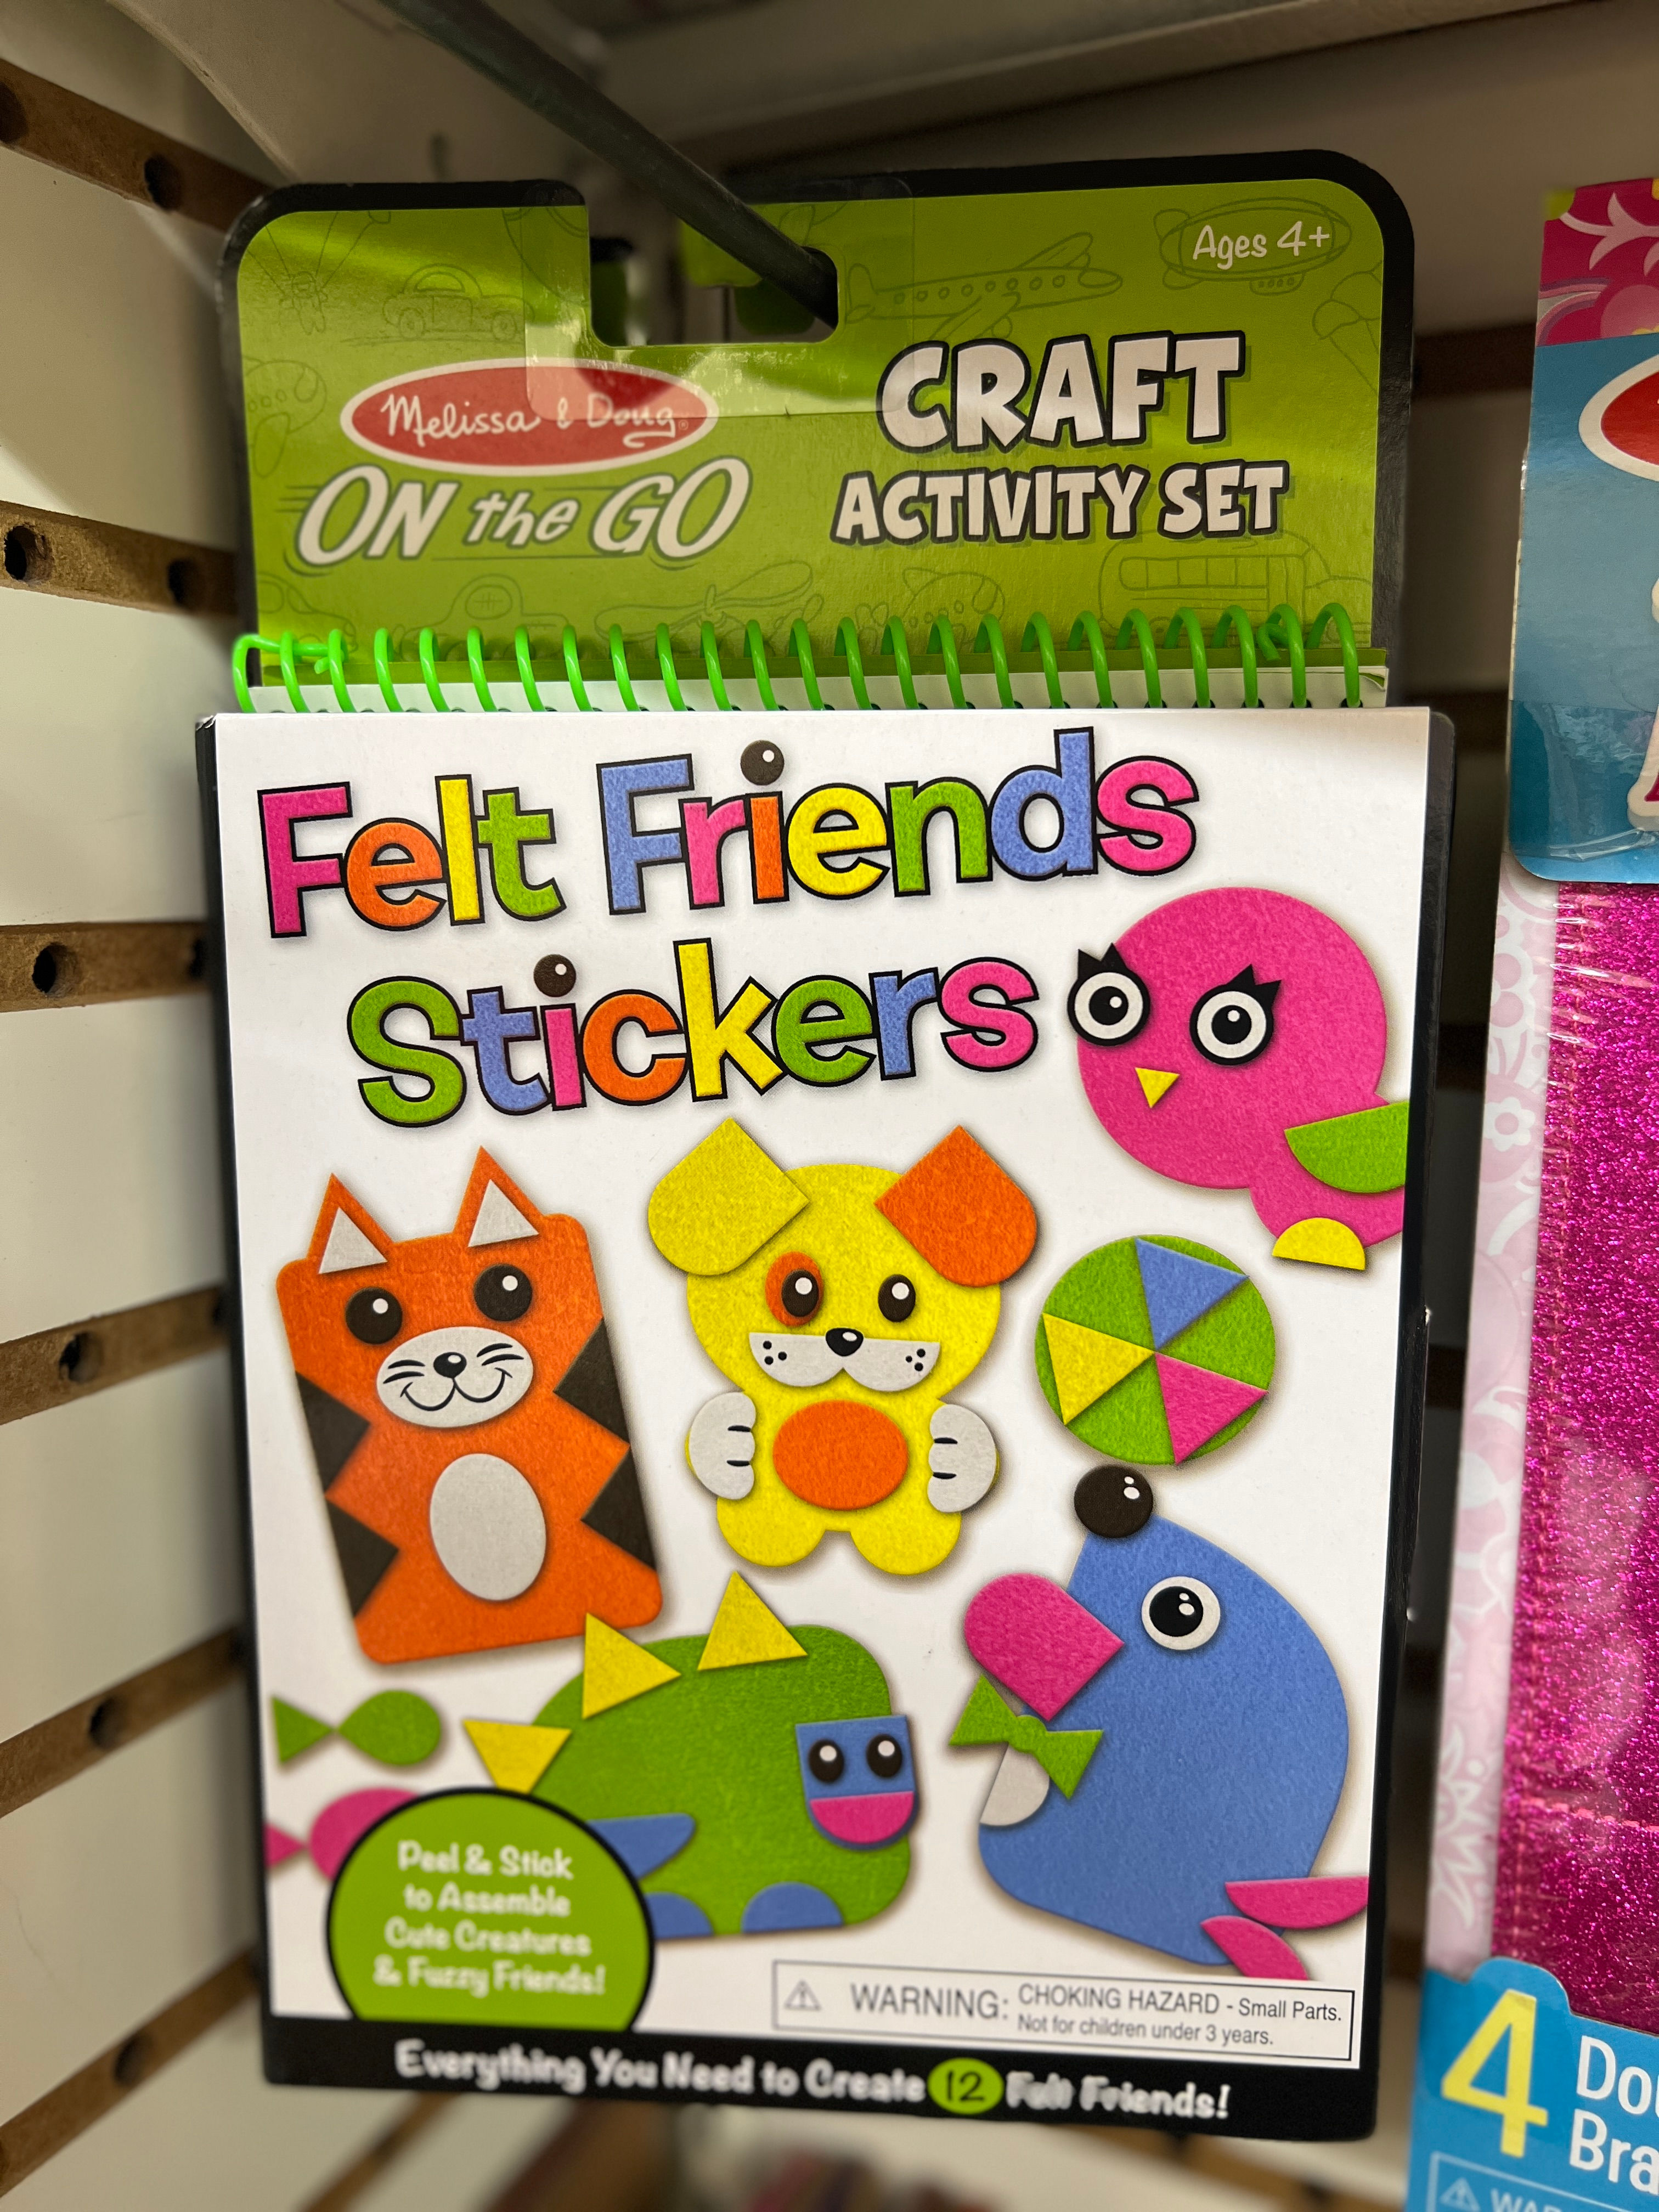 Ages 4+
Melissa & Doug®
ON the GO
CRAFT
ACTIVITY SET
Felt Friends
Stickers
Peel & Stick
to Assemble
Cute Creatures
& Fuzzy Friends!
WARNING: CHOKING HAZARD - Small Parts.
Not for children under 3 years.
Everything You Need to Create 12 Felt Friends!
4